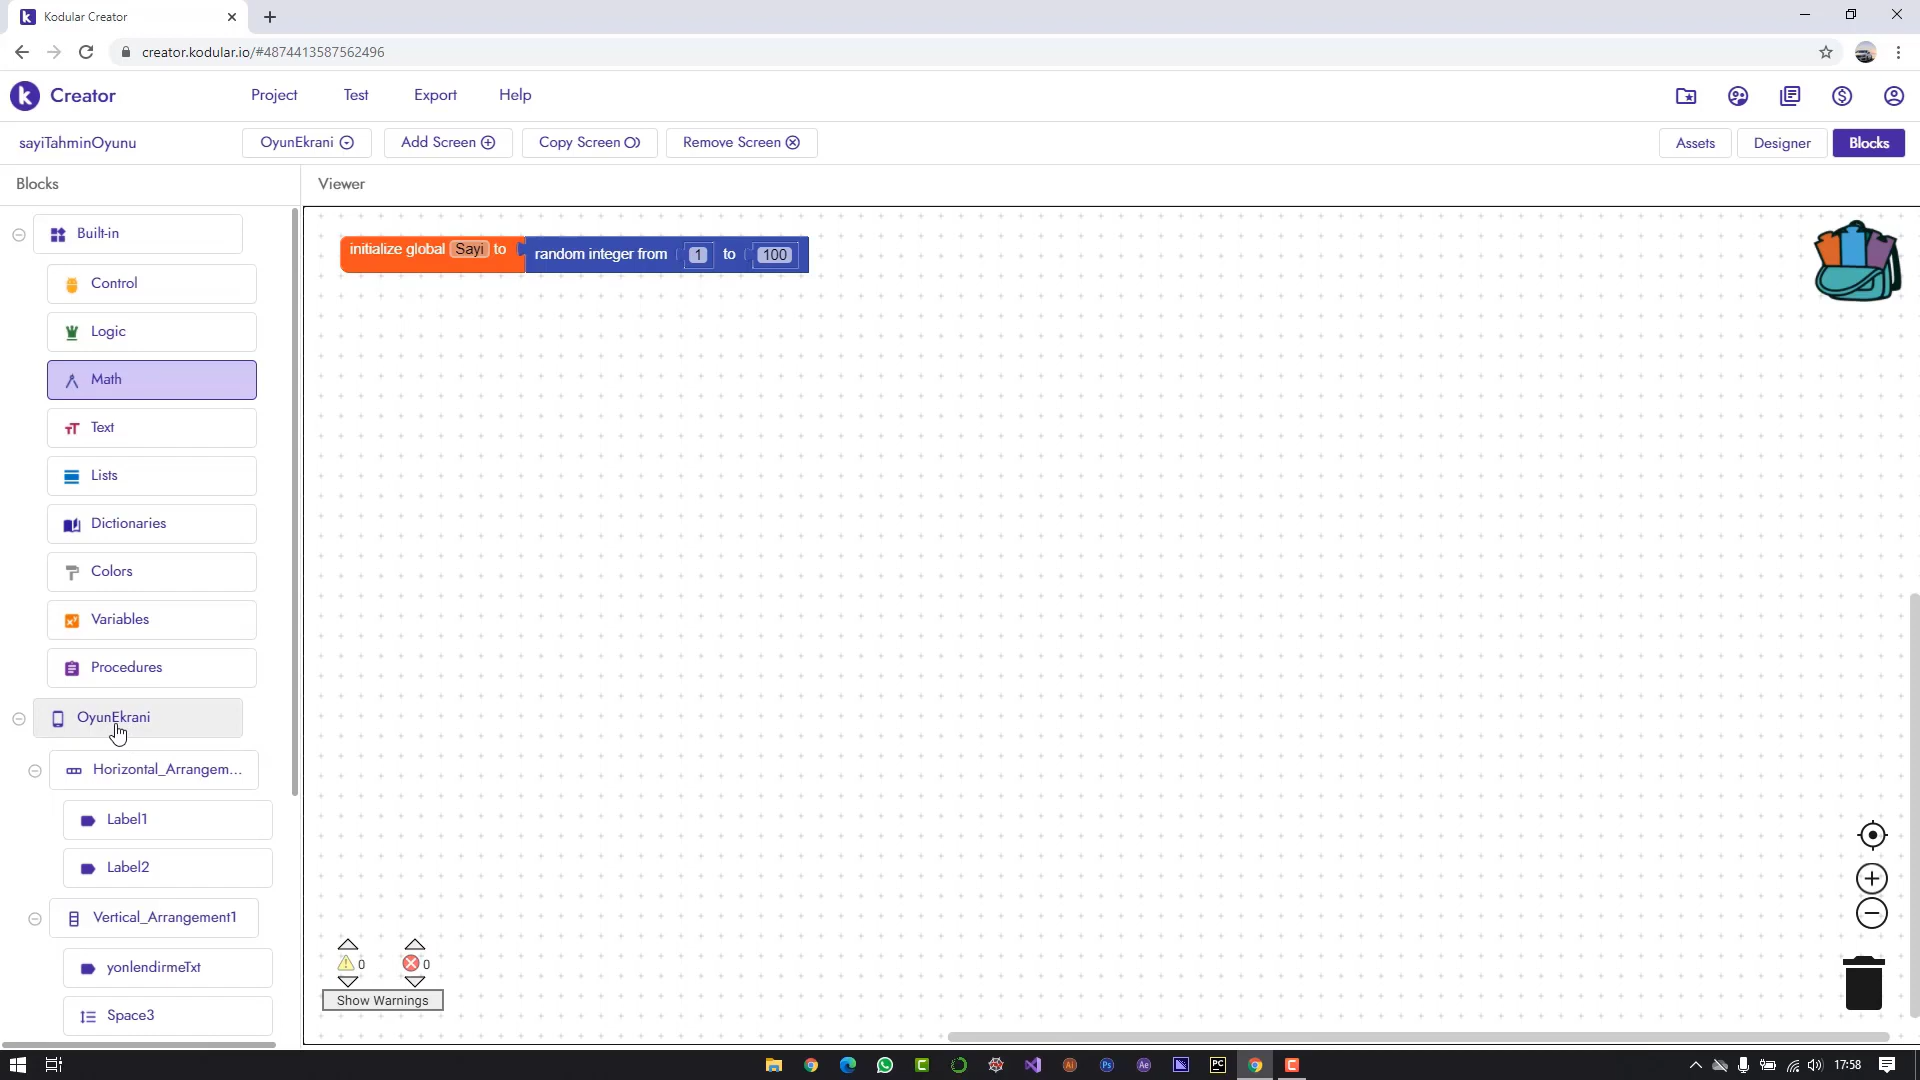 Kodular Creator
creator.kodular.io/#4874413587562496
Creator
Project
Test
Export
Help
sayiTahminOyunu
OyunEkrani
Add Screen
Copy Screen
Remove Screen
Assets
Designer
Blocks
Blocks
Viewer
Built-in
Control
Logic
Math
Text
Lists
Dictionaries
Colors
Variables
Procedures
OyunEkrani
Horizontal_Arrangem...
Label1
Label2
Vertical_Arrangement1
yonlendirmeTxt
Space3
initialize global Sayi to random integer from 1 to 100
0 0
Show Warnings
17:58